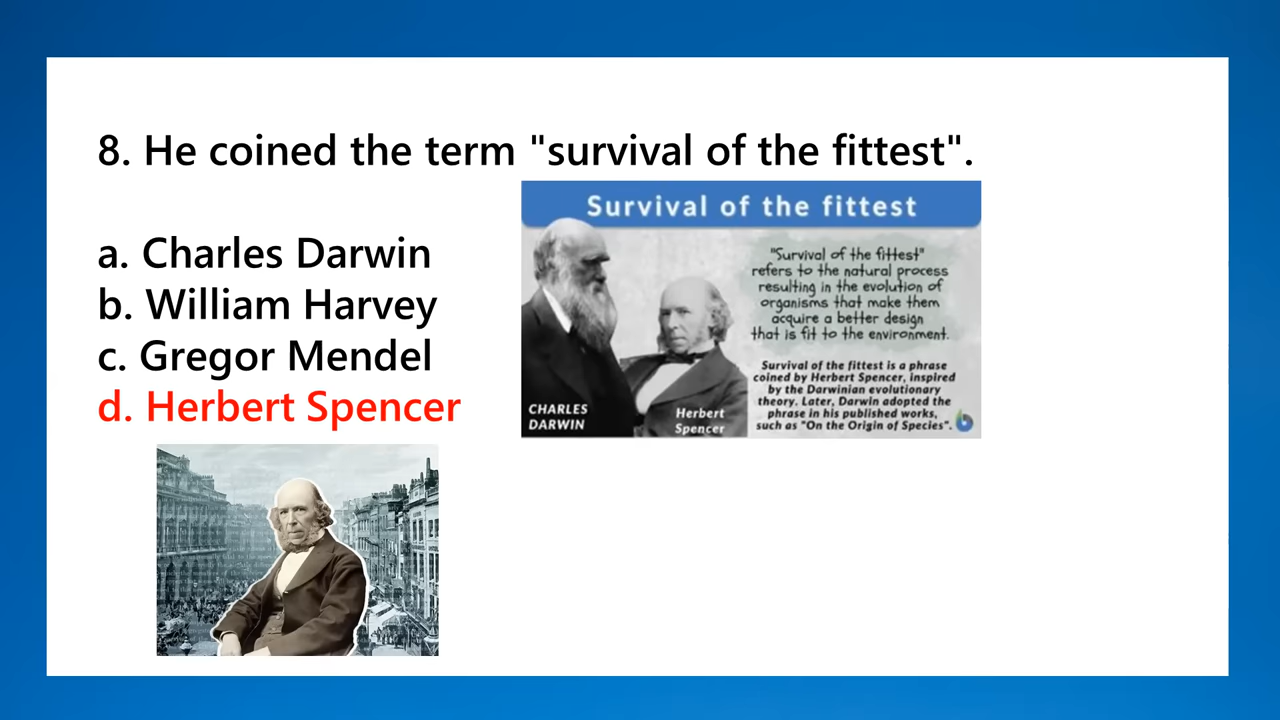 8. He coined the term "survival of the fittest".
a. Charles Darwin
b. William Harvey
c. Gregor Mendel
d. Herbert Spencer
Survival of the fittest
"Survival of the fittest"
refers to the natural process
resulting in the evolution of
organisms that make them
acquire a better design
that is fit to the environment.
Survival of the fittest is a phrase
coined by Herbert Spencer, inspired
by the Darwinian evolutionary
theory. Later, Darwin adopted the
phrase in his published works,
such as "On the Origin of Species".
CHARLES
DARWIN
Herbert
Spencer